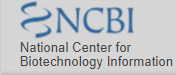 NCBI
National Center for
Biotechnology Information